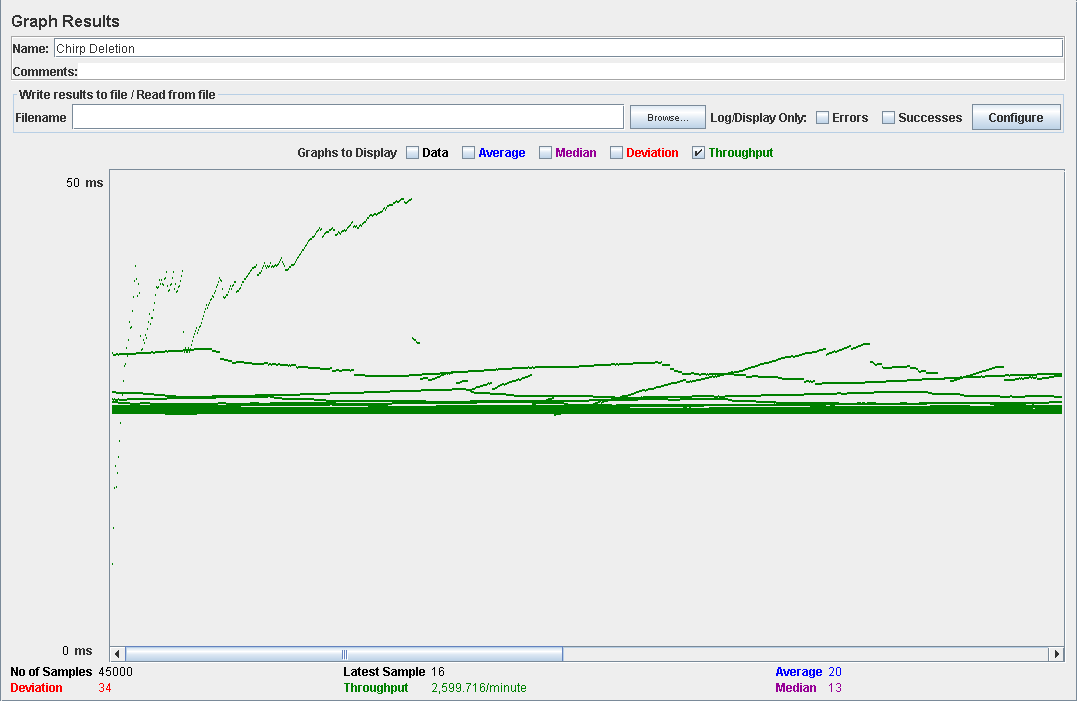 Graph Results
Name: Chirp Deletion
Comments:
Write results to file / Read from file
Filename Browse... Log/Display Only: Errors Successes Configure
Graphs to Display Data Average Median Deviation Throughput
50 ms
0 ms
No of Samples 45000 Latest Sample 16 Average 20
Deviation 34 Throughput 2,599.716/minute Median 13